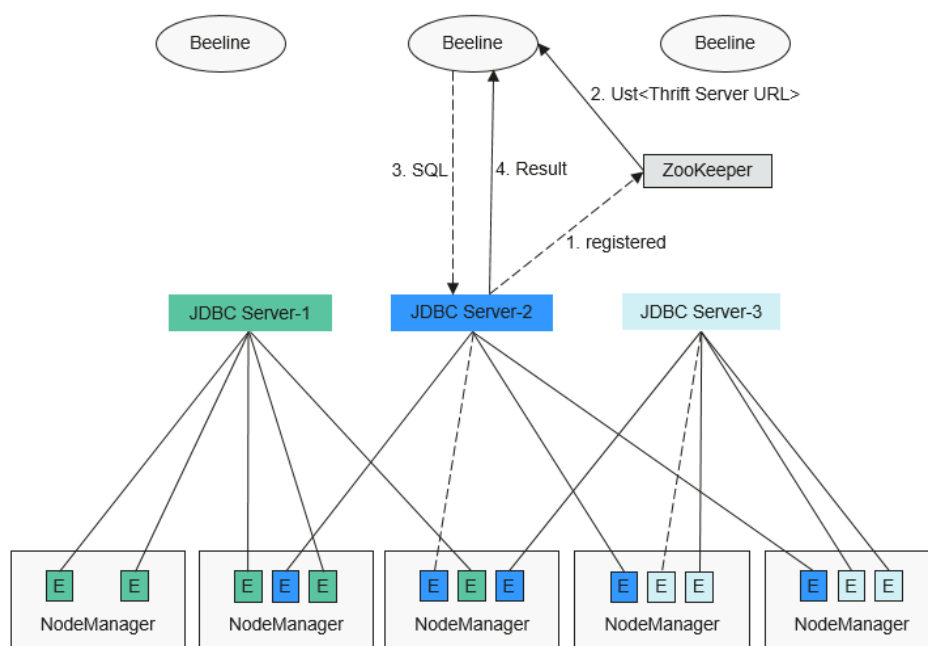 Beeline
Beeline
Beeline
2. Ust<Thrift Server URL>
3. SQL
4. Result
ZooKeeper
1. registered
JDBC Server-1
JDBC Server-2
JDBC Server-3
E
E
E
E
E
E
E
E
E
E
E
E
E
E
NodeManager
NodeManager
NodeManager
NodeManager
NodeManager